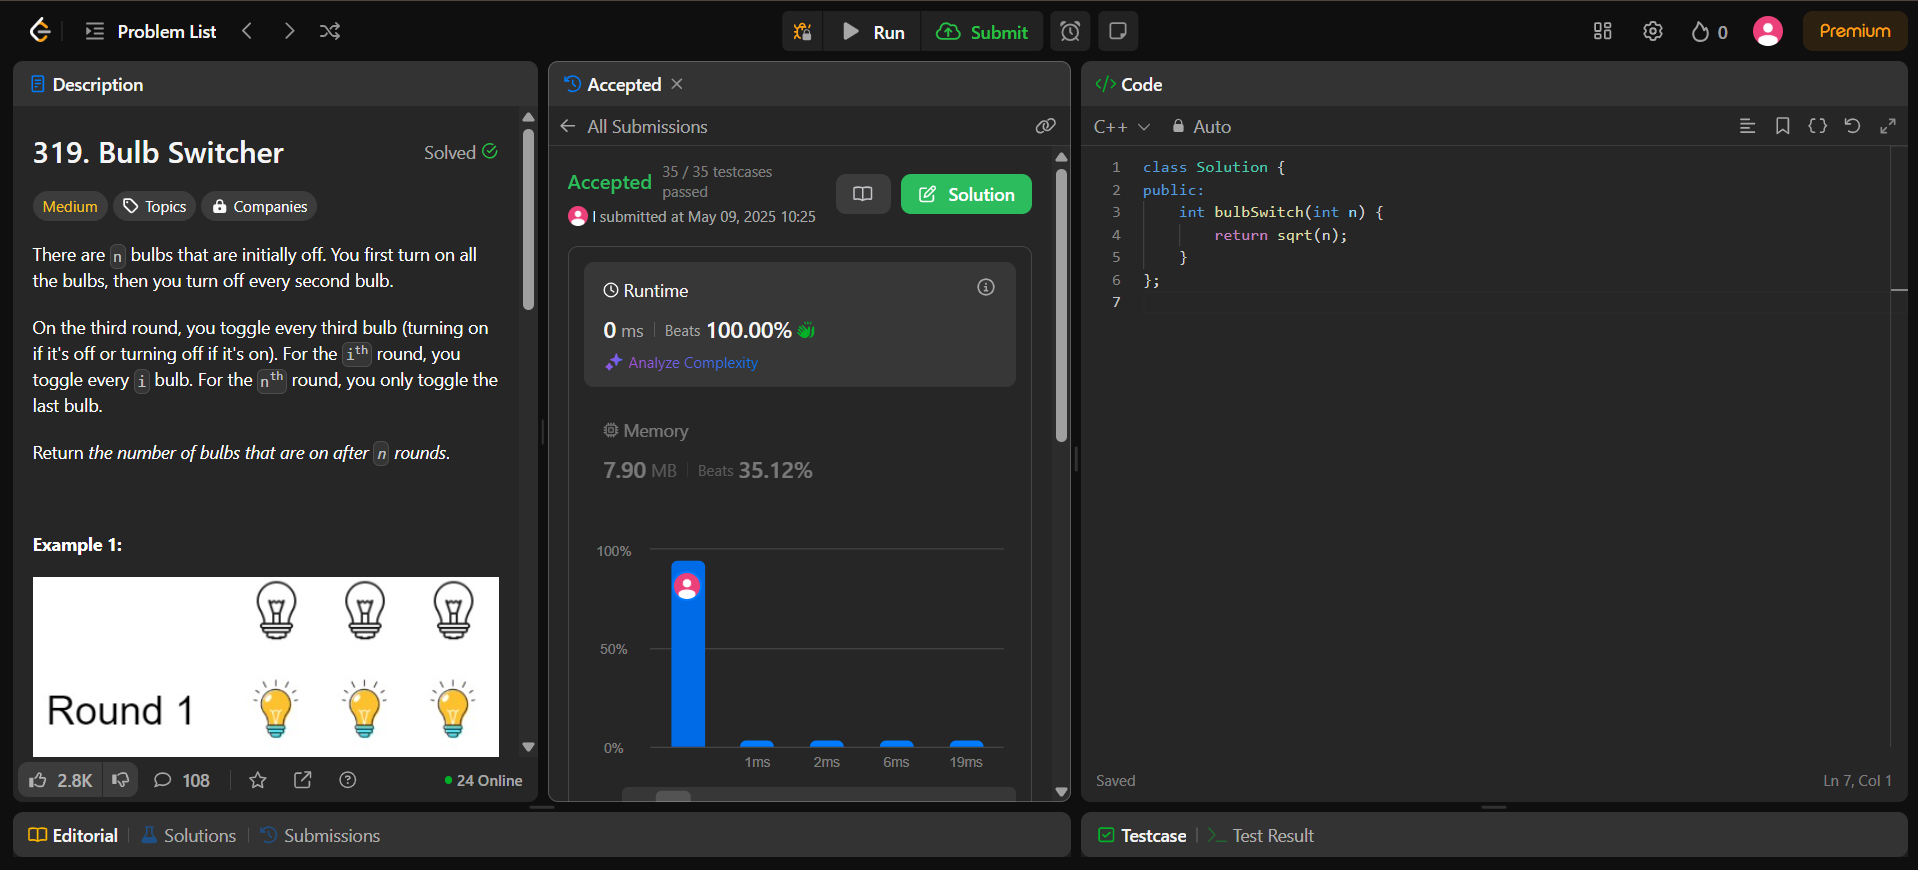 Problem List
Run
Submit
0
Premium
Description
319. Bulb Switcher
Solved
Medium
Topics
Companies
There are n bulbs that are initially off. You first turn on all
the bulbs, then you turn off every second bulb.
On the third round, you toggle every third bulb (turning on
if it's off or turning off if it's on). For the ith round, you
toggle every i bulb. For the nth round, you only toggle the
last bulb.
Return the number of bulbs that are on after n rounds.
Example 1:
Round 1
2.8K
108
24 Online
Accepted
All Submissions
Accepted
35 / 35 testcases
passed
I submitted at May 09, 2025 10:25
Solution
Runtime
0 ms
Beats 100.00%
Analyze Complexity
Memory
7.90 MB
Beats 35.12%
100%
50%
0%
1ms
2ms
6ms
19ms
Code
C++
Auto
1 class Solution {
2 public:
3 int bulbSwitch(int n) {
4 return sqrt(n);
5 }
6 };
7
Saved
Ln 7, Col 1
Editorial
Solutions
Submissions
Testcase
Test Result